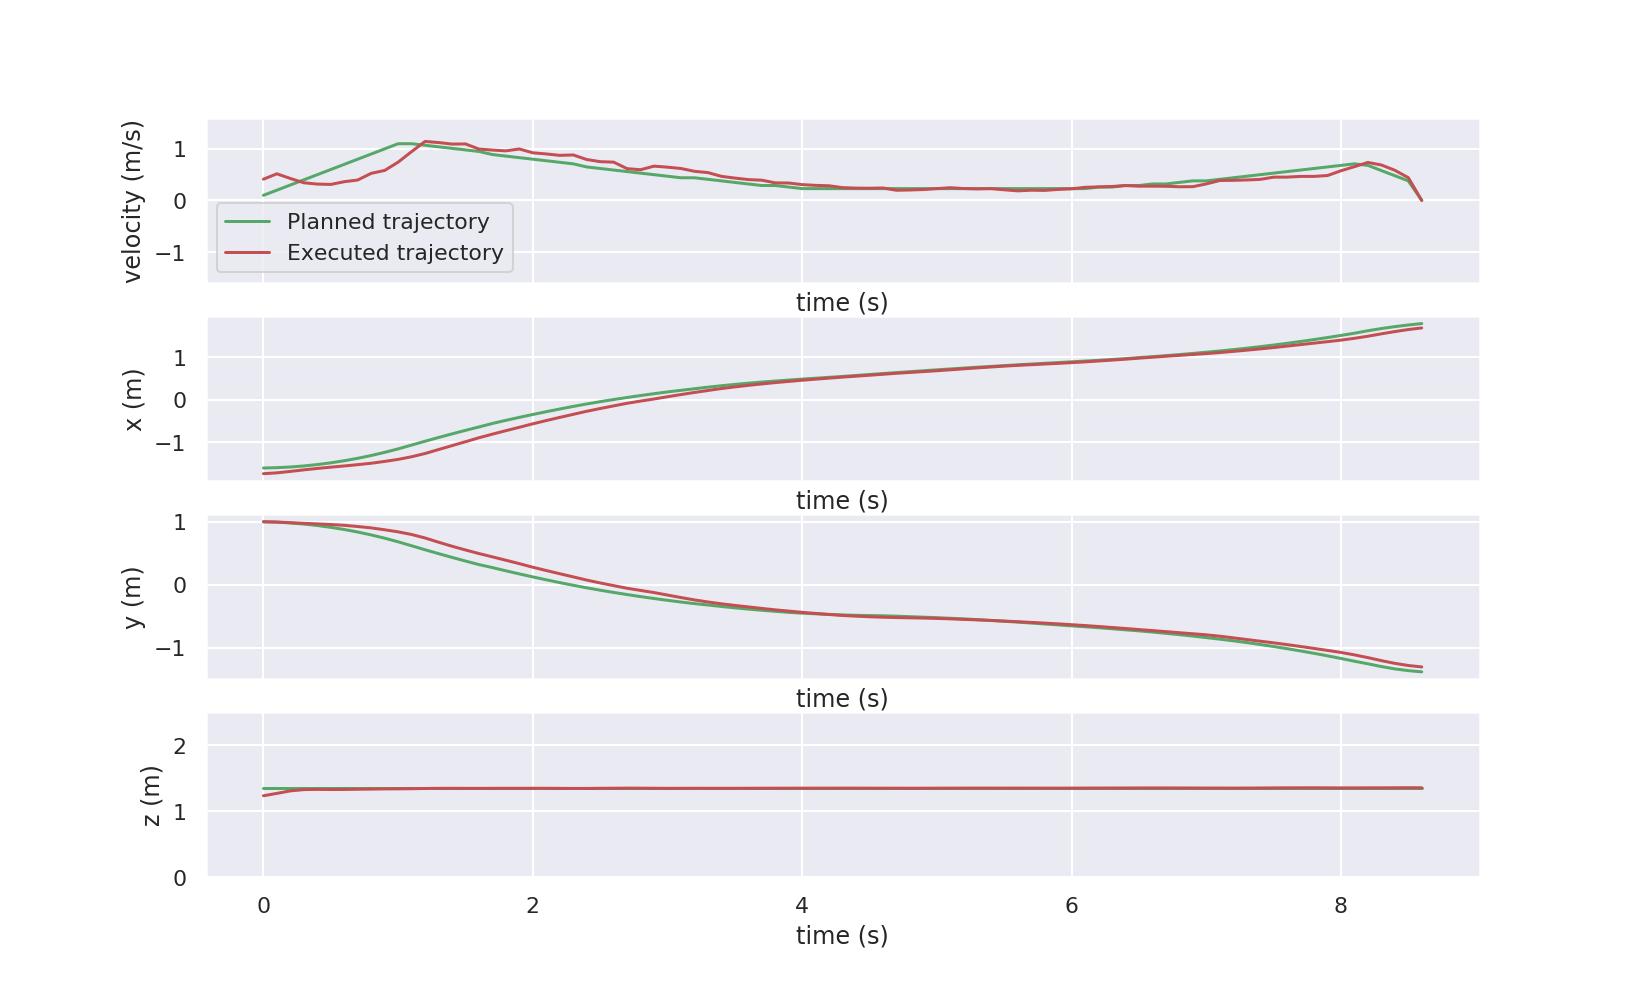 velocity (m/s)
1
0
−1
Planned trajectory
Executed trajectory
time (s)
x (m)
1
0
−1
time (s)
y (m)
1
0
−1
time (s)
z (m)
2
1
0
0 2 4 6 8
time (s)